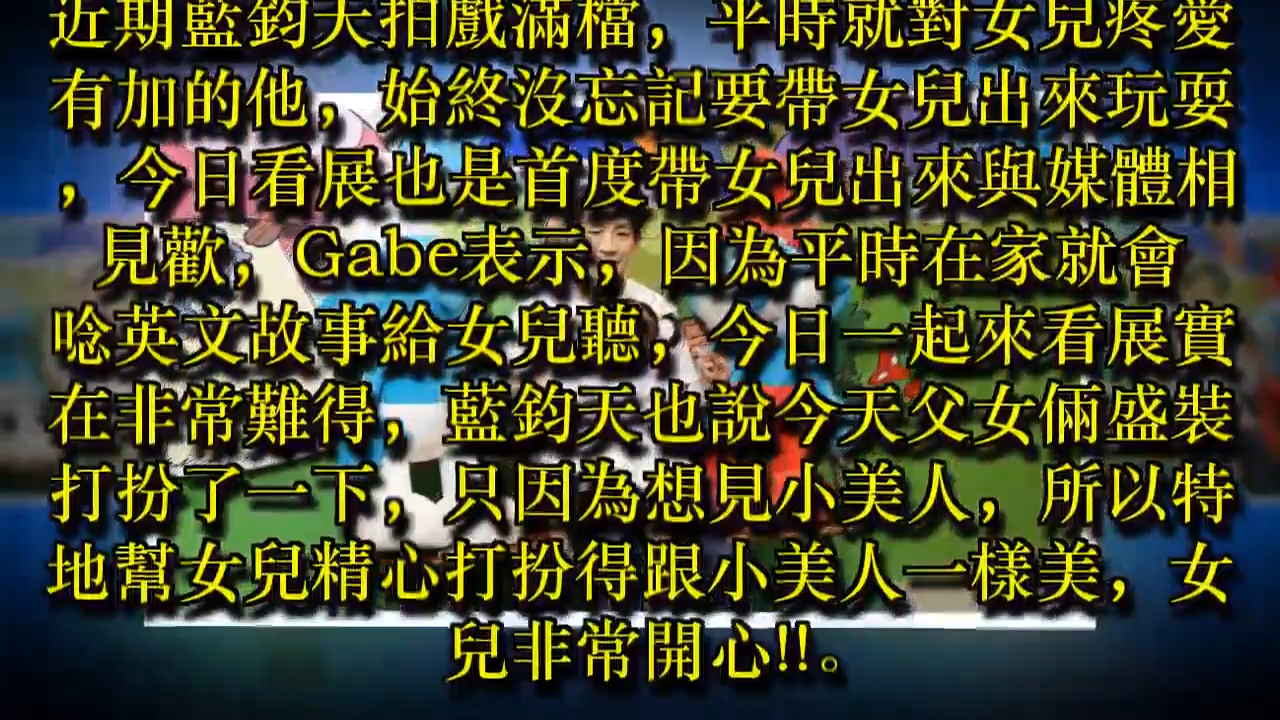 近期藍鈞天拍戲滿檔，平時就對女兒疼愛
有加的他，始終沒忘記要帶女兒出來玩耍
，今日看展也是首度帶女兒出來與媒體相
見歡，Gabe表示，因為平時在家就會
唸英文故事給女兒聽，今日一起來看展實
在非常難得，藍鈞天也說今天父女倆盛裝
打扮了一下，只因為想見小美人，所以特
地幫女兒精心打扮得跟小美人一樣美，女
兒非常開心!!。